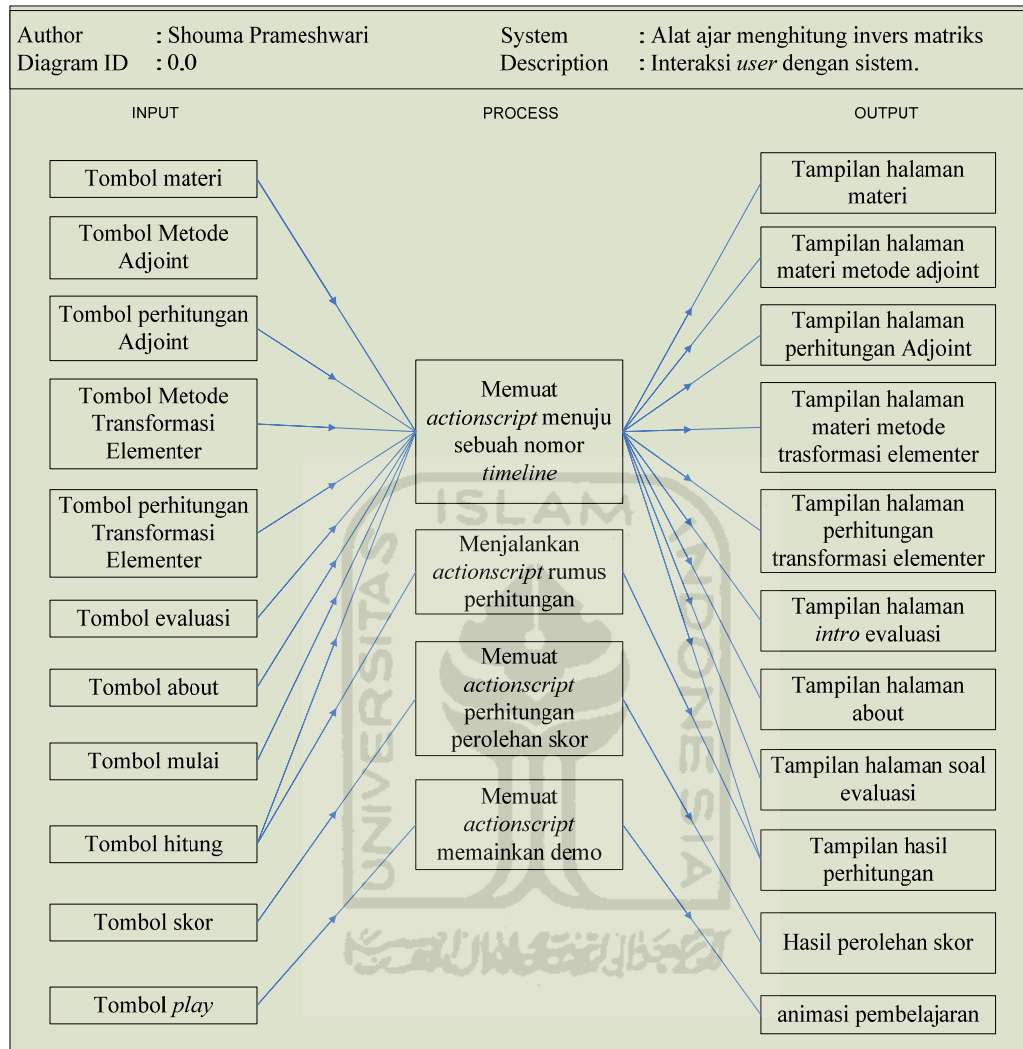 Author : Shouma Prameshwari
Diagram ID : 0.0
System : Alat ajar menghitung invers matriks
Description : Interaksi user dengan sistem.
INPUT
PROCESS
OUTPUT
Tombol materi
Tombol Metode
Adjoint
Tombol perhitungan
Adjoint
Tombol Metode
Transformasi
Elementer
Tombol perhitungan
Transformasi
Elementer
Tombol evaluasi
Tombol about
Tombol mulai
Tombol hitung
Tombol skor
Tombol play
Memuat
actionscript menuju
sebuah nomor
timeline
Menjalankan
actionscript rumus
perhitungan
Memuat
actionscript
perhitungan
perolehan skor
Memuat
actionscript
memainkan demo
Tampilan halaman
materi
Tampilan halaman
materi metode adjoint
Tampilan halaman
perhitungan Adjoint
Tampilan halaman
materi metode
trasformasi elementer
Tampilan halaman
perhitungan
transformasi elementer
Tampilan halaman
intro evaluasi
Tampilan halaman
about
Tampilan halaman soal
evaluasi
Tampilan hasil
perhitungan
Hasil perolehan skor
animasi pembelajaran
UNIVERSITAS
ISLAM
INDONESIA